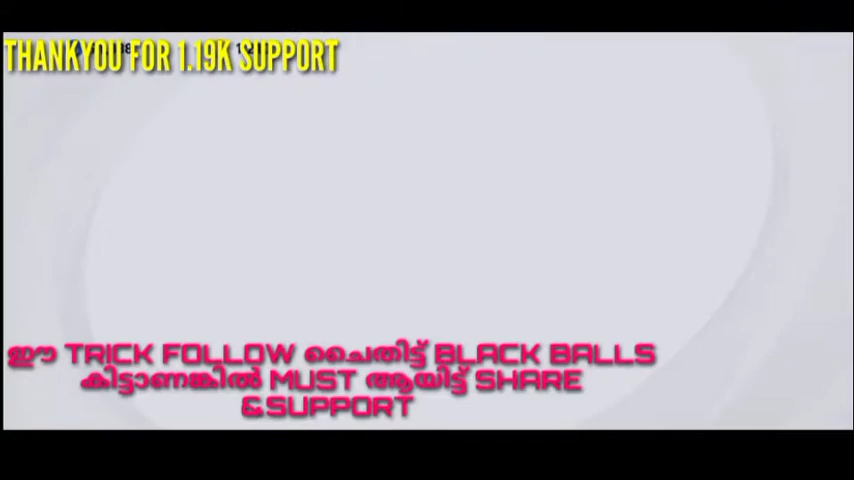 THANKYOU FOR 1.19K SUPPORT
ഈ TRICK FOLLOW ചൈതിട്ട് BLACK BALLS
കിട്ടാണങ്കിൽ MUST ആയിട്ട് SHARE
&SUPPORT